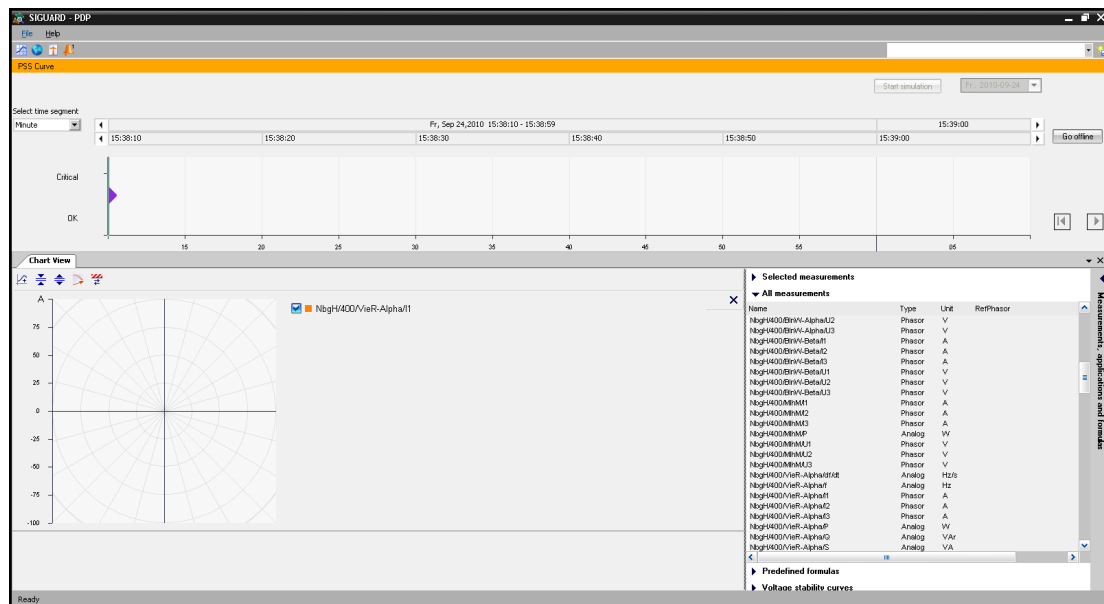 SIGUARD - PDP
File Help
PSS Curve
Start simulation Fr, 2010-09-24
Select time segment
Minute Fr, Sep 24,2010 15:38:10 - 15:38:59 15:39:00
15:38:10 15:38:20 15:38:30 15:38:40 15:38:50 15:39:00 Go offline
Critical
OK
15 20 25 30 35 40 45 50 55 05
Chart View
Selected measurements
All measurements
Name Type Unit RefPhasor
NbgH/400/BlnW-Alpha/U2 Phasor V
NbgH/400/BlnW-Alpha/U3 Phasor V
NbgH/400/BlnW-Beta/I1 Phasor A
NbgH/400/BlnW-Beta/I2 Phasor A
NbgH/400/BlnW-Beta/I3 Phasor A
NbgH/400/BlnW-Beta/U1 Phasor V
NbgH/400/BlnW-Beta/U2 Phasor V
NbgH/400/BlnW-Beta/U3 Phasor V
NbgH/400/MlhM/I1 Phasor A
NbgH/400/MlhM/I2 Phasor A
NbgH/400/MlhM/I3 Phasor A
NbgH/400/MlhM/P Analog W
NbgH/400/MlhM/U1 Phasor V
NbgH/400/MlhM/U2 Phasor V
NbgH/400/MlhM/U3 Phasor V
NbgH/400/VieR-Alpha/df/dt Analog Hz/s
NbgH/400/VieR-Alpha/f Analog Hz
NbgH/400/VieR-Alpha/I1 Phasor A
NbgH/400/VieR-Alpha/I2 Phasor A
NbgH/400/VieR-Alpha/I3 Phasor A
NbgH/400/VieR-Alpha/P Analog W
NbgH/400/VieR-Alpha/Q Analog VAr
NbgH/400/VieR-Alpha/S Analog VA
Predefined formulas
Voltage stability curves
Measurements, applications and formulas
A
NbgH/400/VieR-Alpha/I1
75
50
25
0
-25
-50
-75
-100
Ready